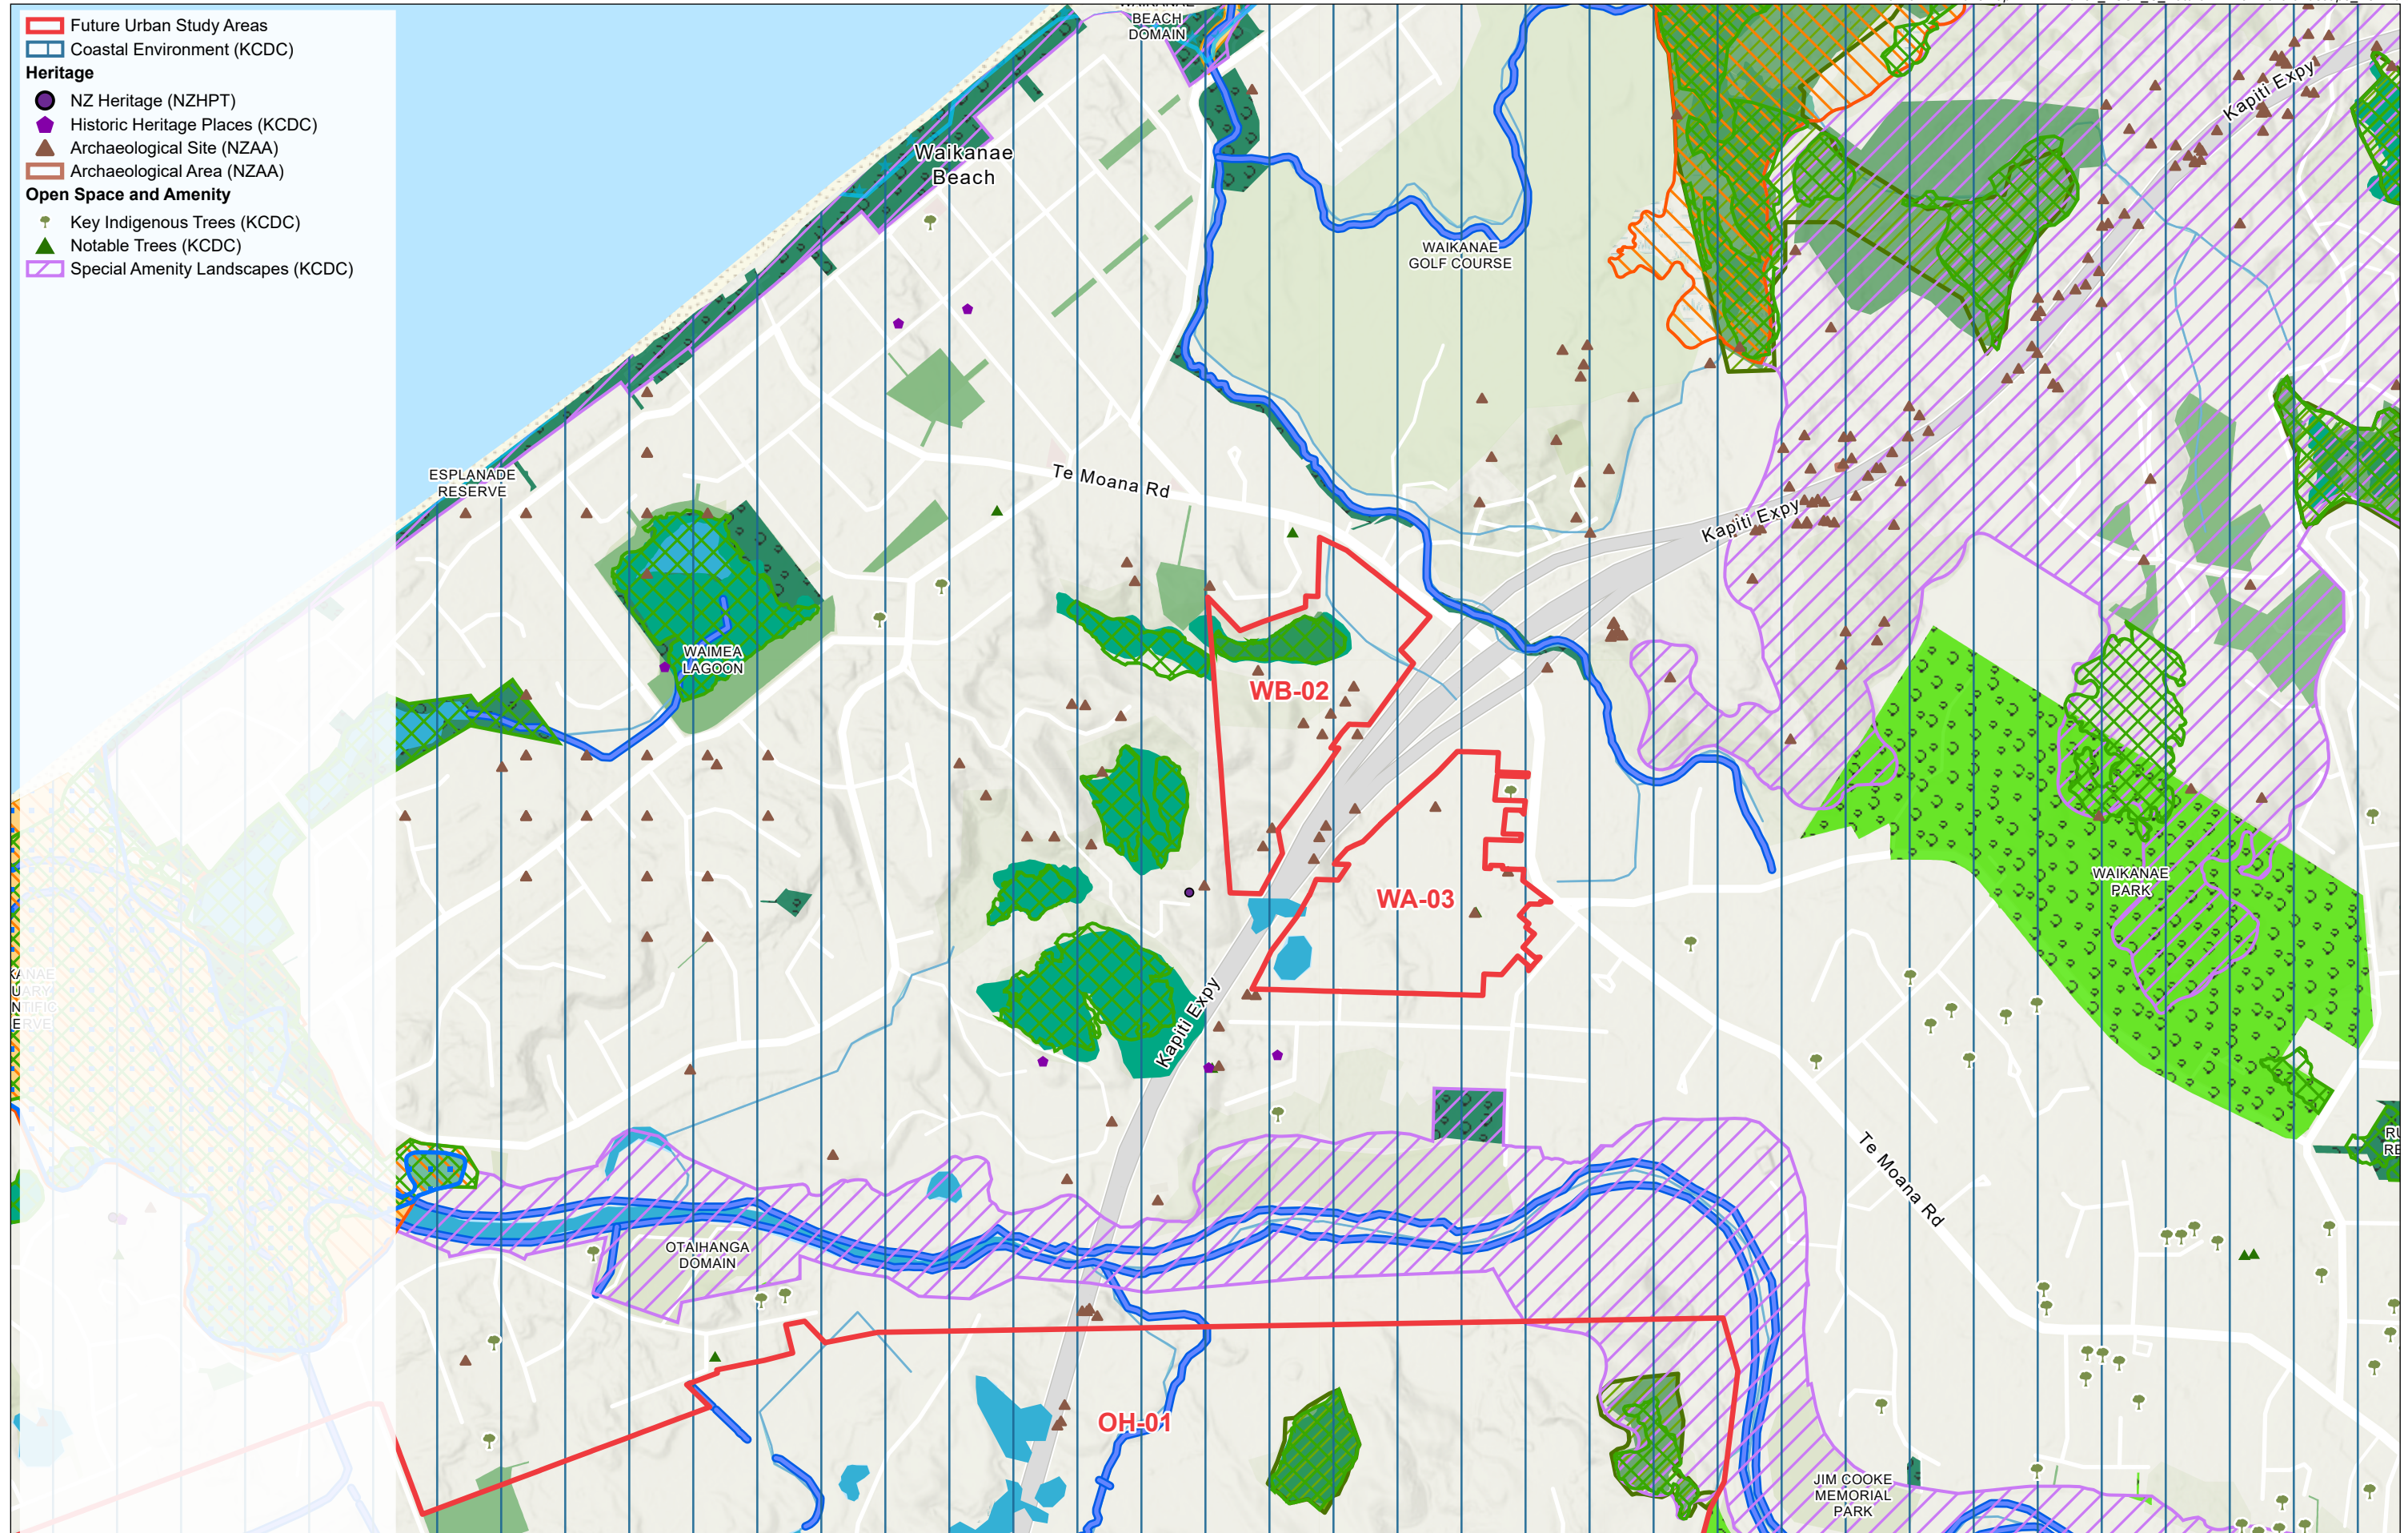 Future Urban Study Areas
Coastal Environment (KCDC)
Heritage
NZ Heritage (NZHPT)
Historic Heritage Places (KCDC)
Archaeological Site (NZAA)
Archaeological Area (NZAA)
Open Space and Amenity
Key Indigenous Trees (KCDC)
Notable Trees (KCDC)
Special Amenity Landscapes (KCDC)
BEACH
DOMAIN
Kapiti Expy
Waikanae
Beach
WAIKANAE
GOLF COURSE
Te Moana Rd
ESPLANADE
RESERVE
Kapiti Expy
WAIMEA
LAGOON
WB-02
WA-03
WAIKANAE
PARK
Kapiti Expy
Te Moana Rd
OTAIHANGA
DOMAIN
OH-01
JIM COOKE
MEMORIAL
PARK